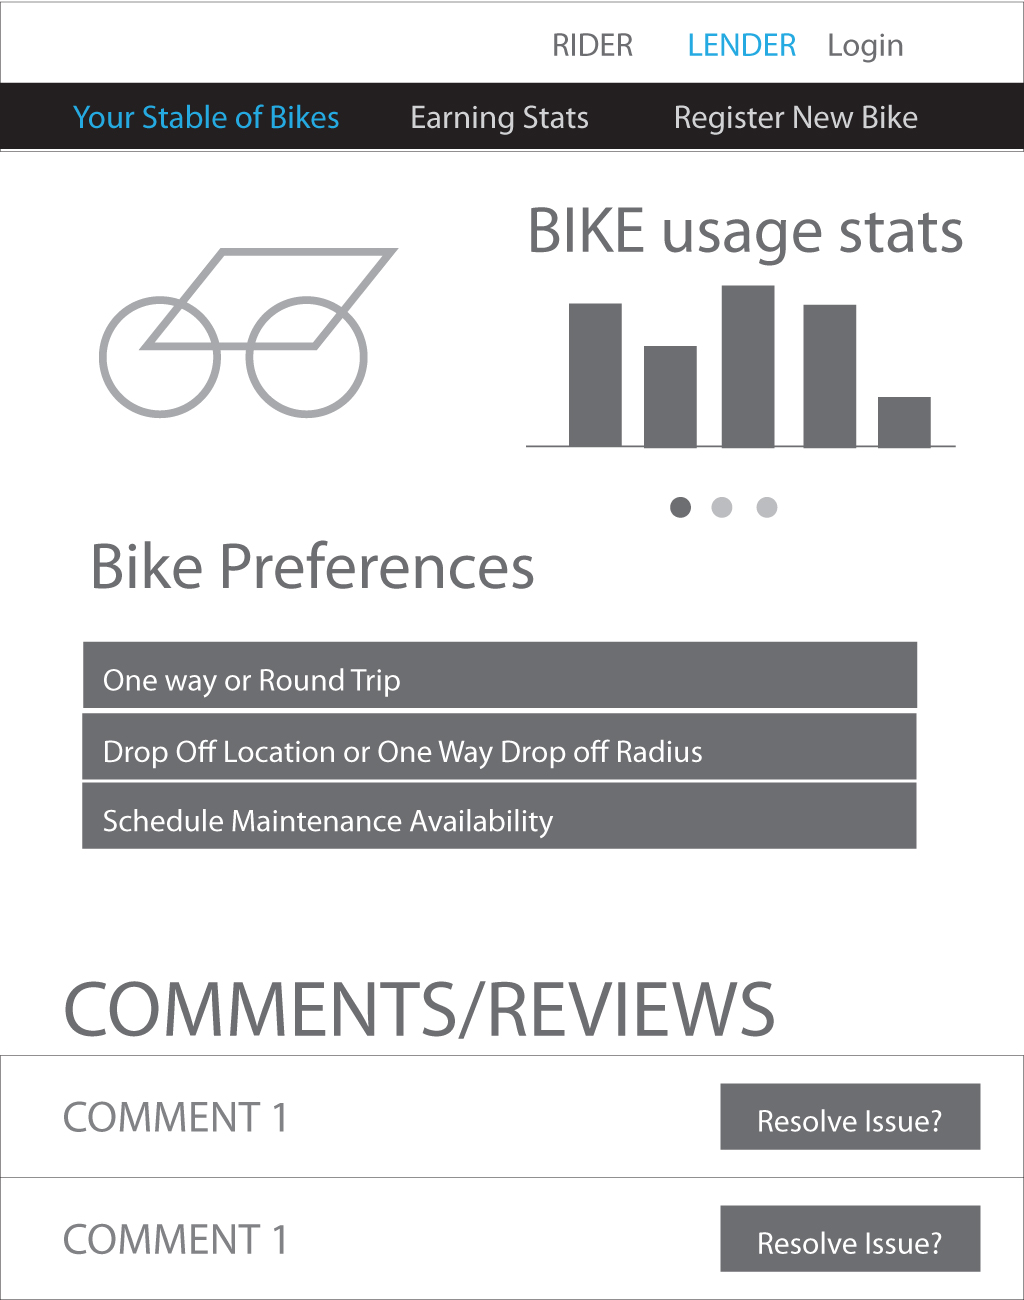 RIDER LENDER Login
Your Stable of Bikes Earning Stats Register New Bike
BIKE usage stats
Bike Preferences
One way or Round Trip
Drop Off Location or One Way Drop off Radius
Schedule Maintenance Availability
COMMENTS/REVIEWS
COMMENT 1 Resolve Issue?
COMMENT 1 Resolve Issue?